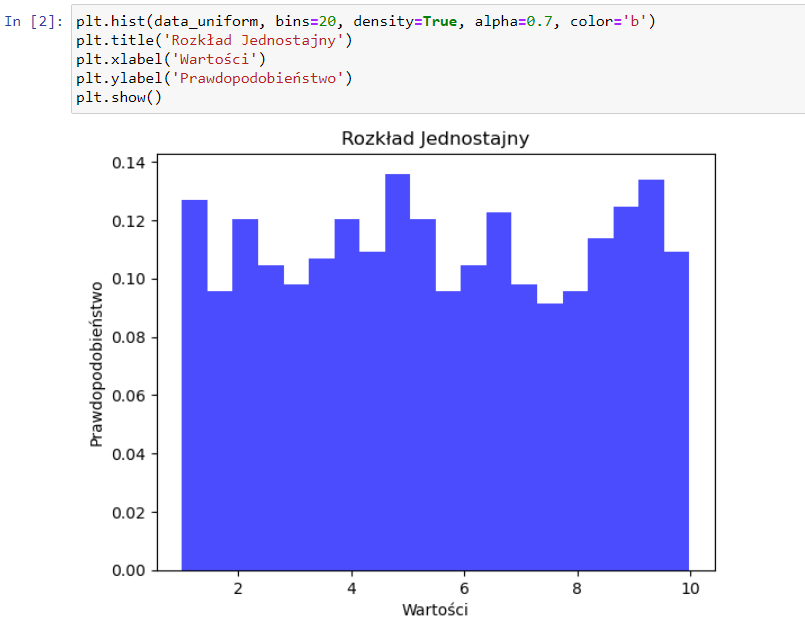 In [2]: plt.hist(data_uniform, bins=20, density=True, alpha=0.7, color='b')
plt.title('Rozkład Jednostajny')
plt.xlabel('Wartości')
plt.ylabel('Prawdopodobieństwo')
plt.show()
Rozkład Jednostajny
0.14
0.12
0.10
0.08
0.06
0.04
0.02
0.00
Prawdopodobieństwo
2 4 6 8 10
Wartości